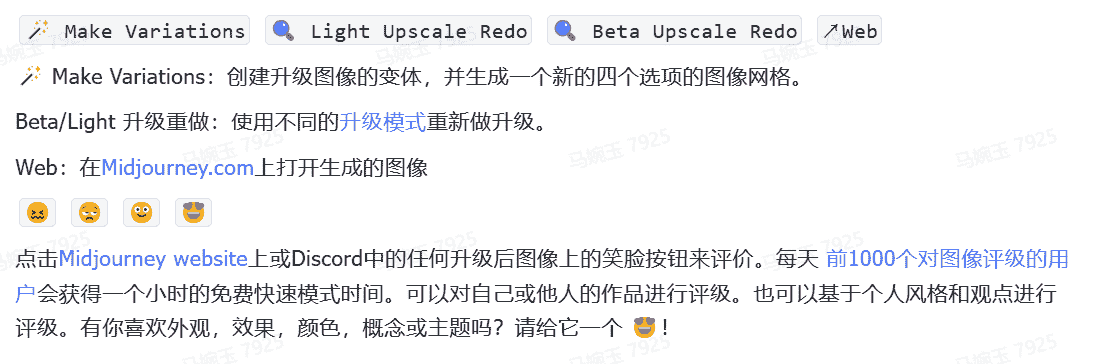 🪄 Make Variations 🔍 Light Upscale Redo 🔍 Beta Upscale Redo ↗Web
🪄 Make Variations：创建升级图像的变体，并生成一个新的四个选项的图像网格。
Beta/Light 升级重做：使用不同的升级模式重新做升级。
Web：在Midjourney.com上打开生成的图像
😖 😒 🙂 🤩
点击Midjourney website上或Discord中的任何升级后图像上的笑脸按钮来评价。每天 前1000个对图像评级的用
户会获得一个小时的免费快速模式时间。可以对自己或他人的作品进行评级。也可以基于个人风格和观点进行
评级。有你喜欢外观，效果，颜色，概念或主题吗？请给它一个 🤩！
马婉玉 7925